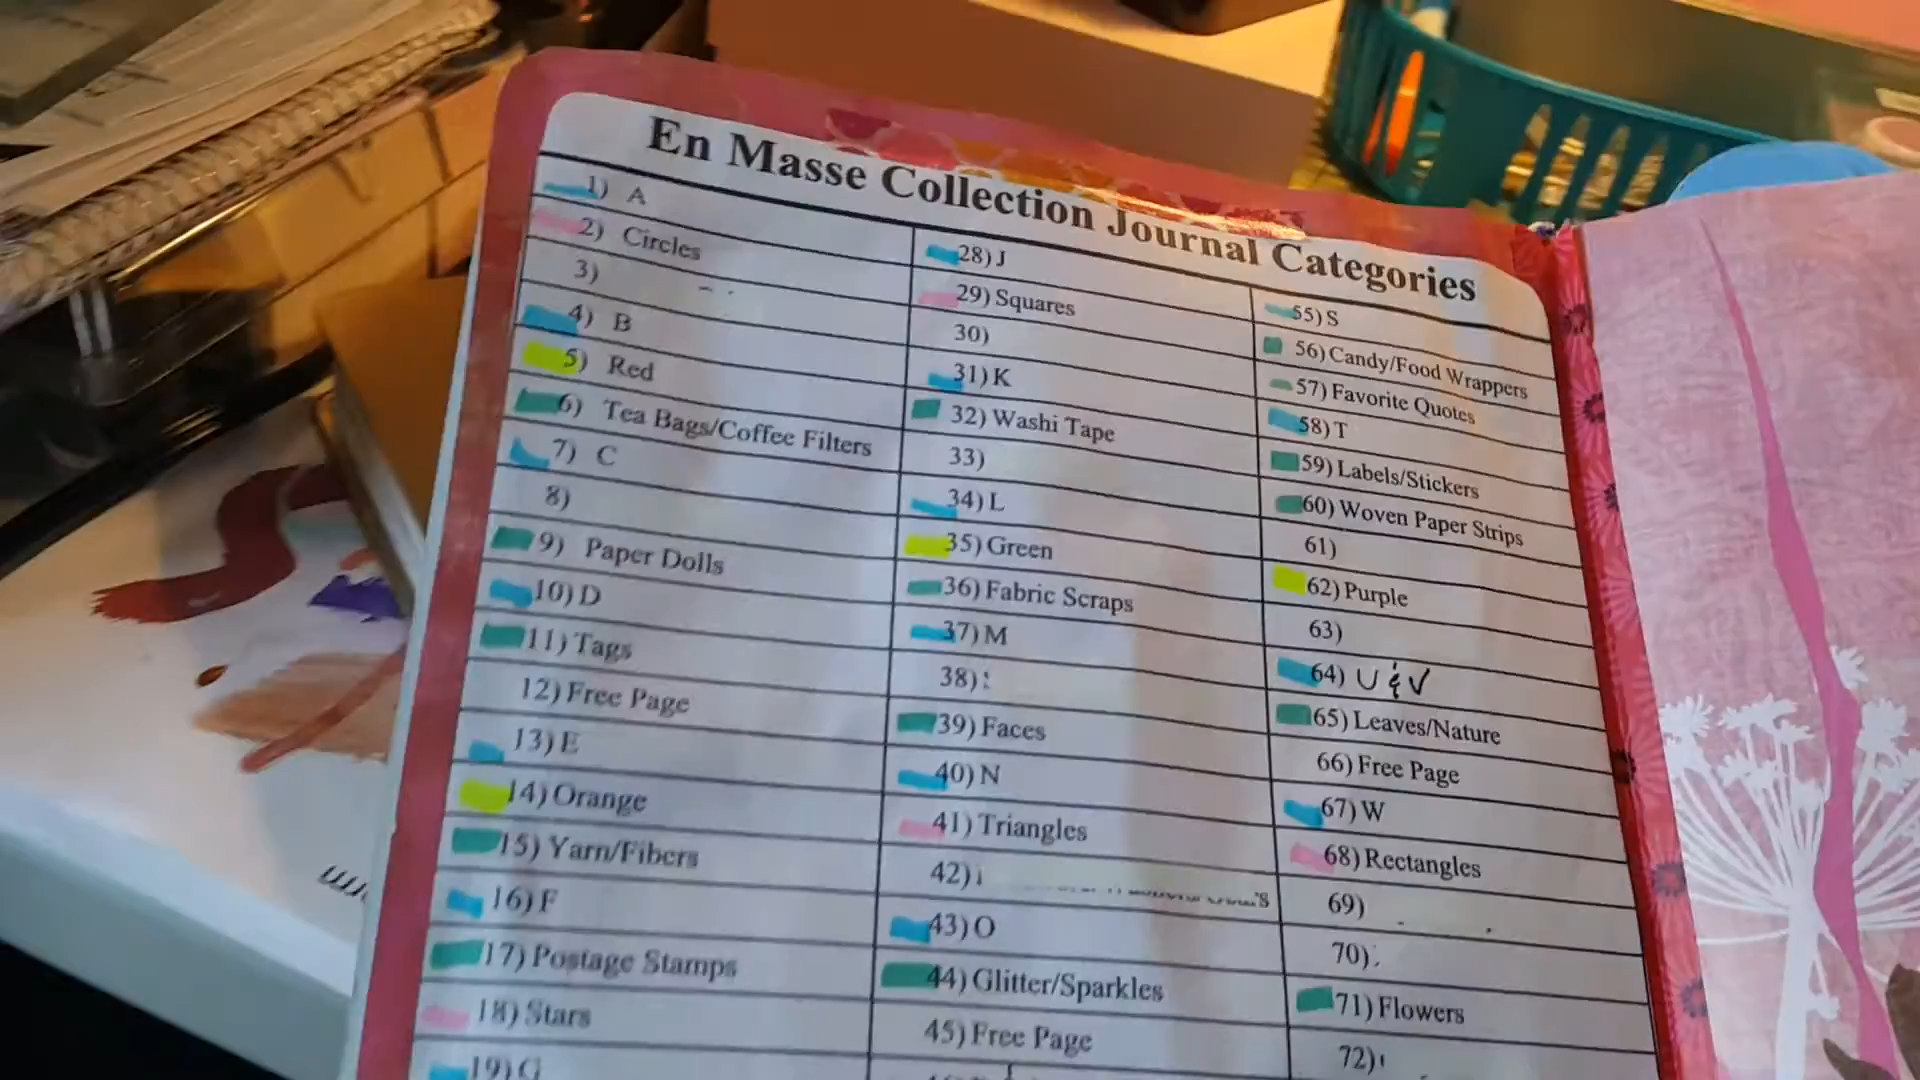 En Masse Collection Journal Categories
1) A
2) Circles
3)
4) B
5) Red
6) Tea Bags/Coffee Filters
7) C
8)
9) Paper Dolls
10) D
11) Tags
12) Free Page
13) E
14) Orange
15) Yarn/Fibers
16) F
17) Postage Stamps
18) Stars
19) G
28) J
29) Squares
30)
31) K
32) Washi Tape
33)
34) L
35) Green
36) Fabric Scraps
37) M
38)
39) Faces
40) N
41) Triangles
42)
43) O
44) Glitter/Sparkles
45) Free Page
55) S
56) Candy/Food Wrappers
57) Favorite Quotes
58) T
59) Labels/Stickers
60) Woven Paper Strips
61)
62) Purple
63)
64) U & V
65) Leaves/Nature
66) Free Page
67) W
68) Rectangles
69)
70)
71) Flowers
72)